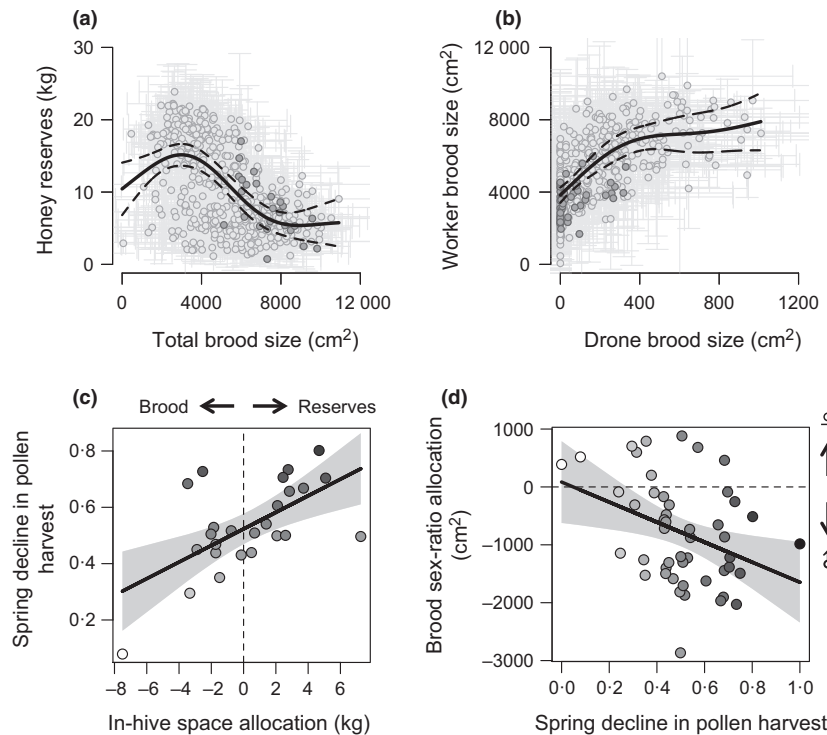 (a)
30
20
10
0
Honey reserves (kg)
0 4000 8000 12 000
Total brood size (cm²)
(b)
12 000
8000
4000
0
Worker brood size (cm²)
0 400 800 1200
Drone brood size (cm²)
(c)
Brood Reserves
0·8
0·6
0·4
0·2
Spring decline in pollen
harvest
–8 –6 –4 –2 0 2 4 6
In-hive space allocation (kg)
(d)
1000
0
–1000
–2000
–3000
Brood sex-ratio allocation
(cm²)
0·0 0·2 0·4 0·6 0·8 1·0
Spring decline in pollen harvest